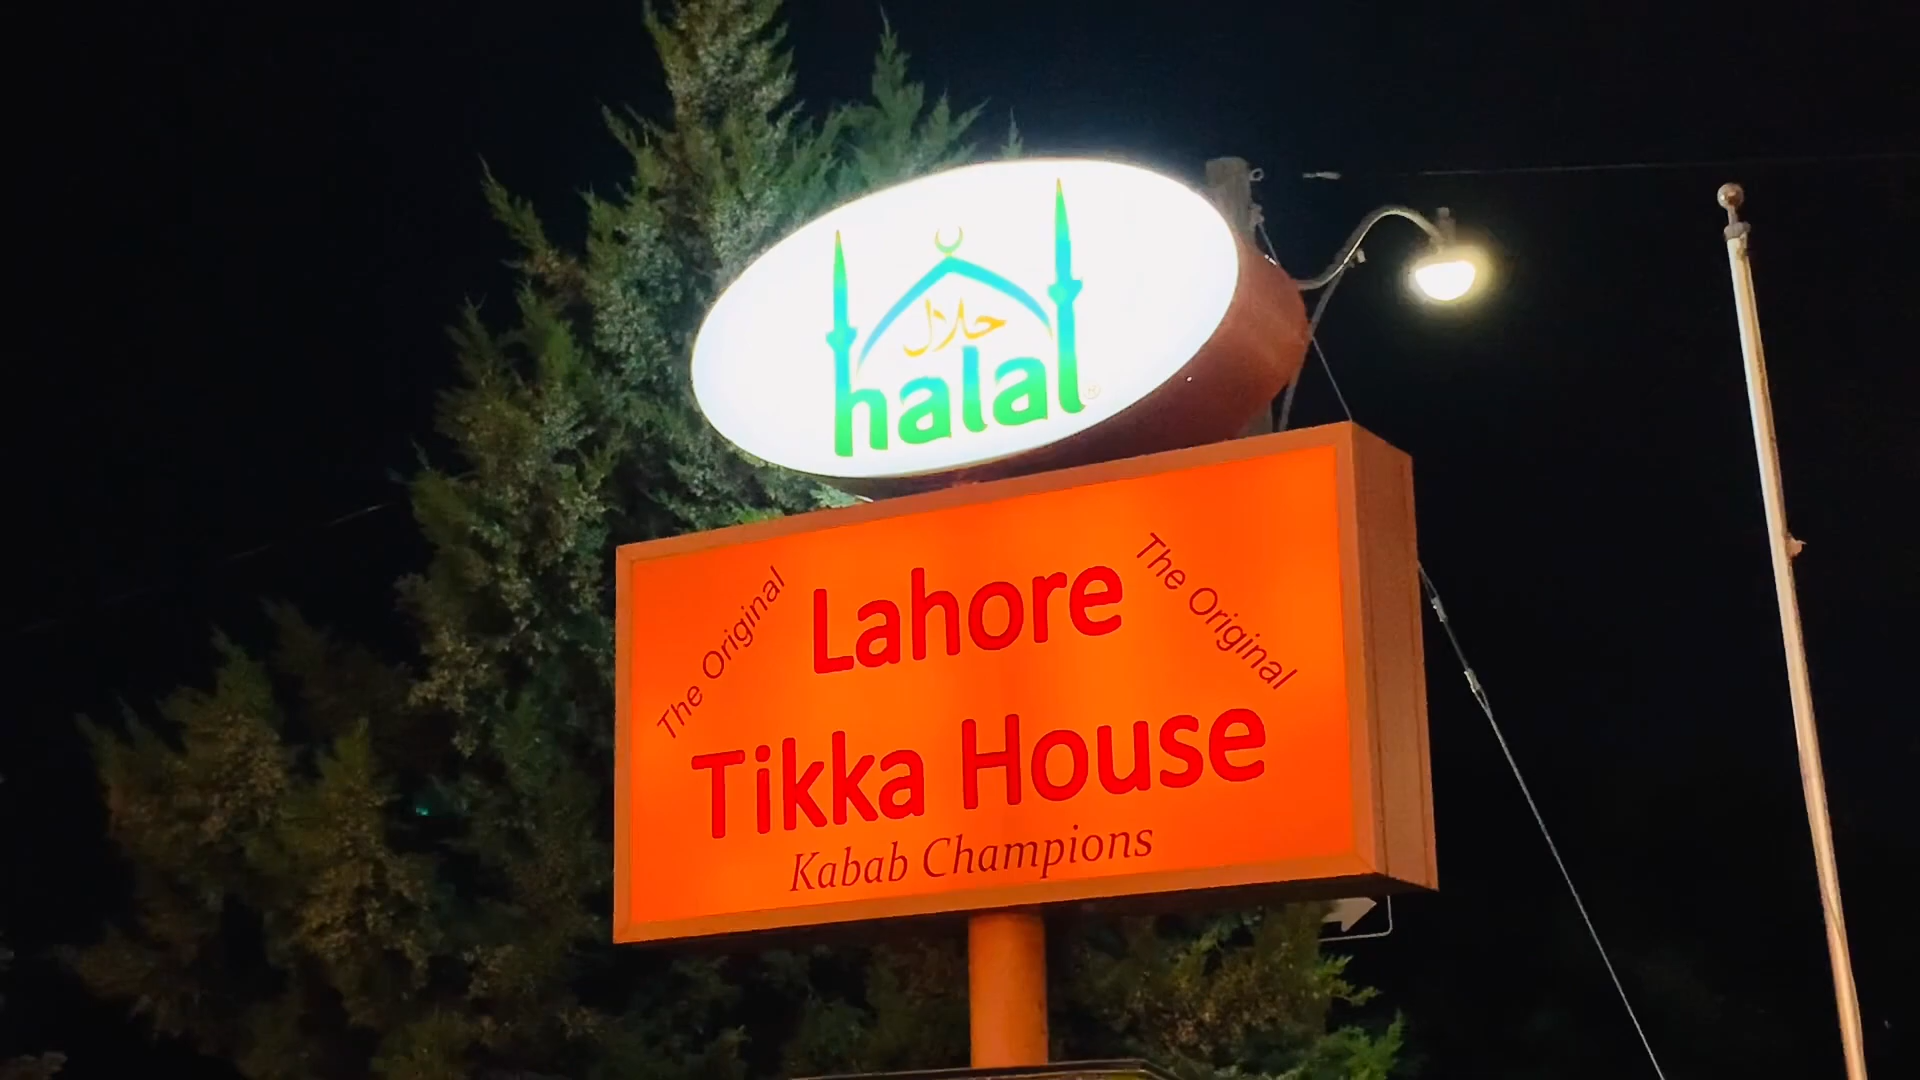 حلال
halal
The Original
Lahore
The Original
Tikka House
Kabab Champions